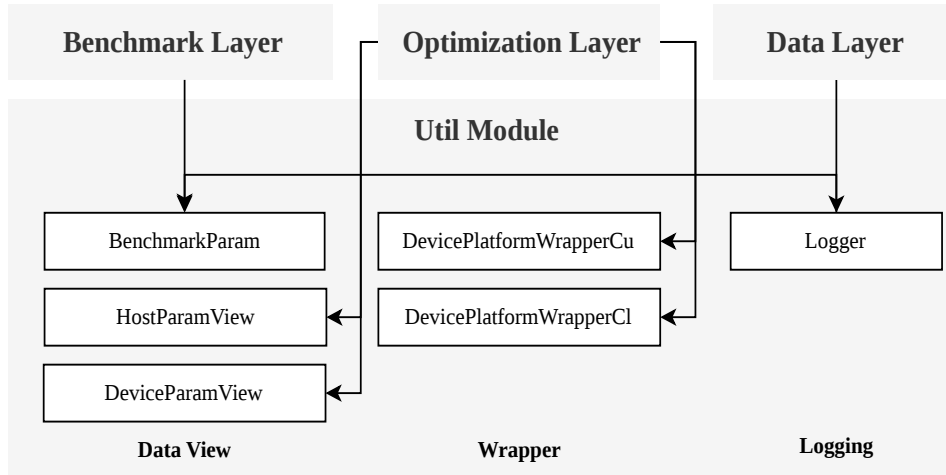 Benchmark Layer
Optimization Layer
Data Layer
Util Module
BenchmarkParam
DevicePlatformWrapperCu
Logger
HostParamView
DevicePlatformWrapperCl
DeviceParamView
Data View
Wrapper
Logging